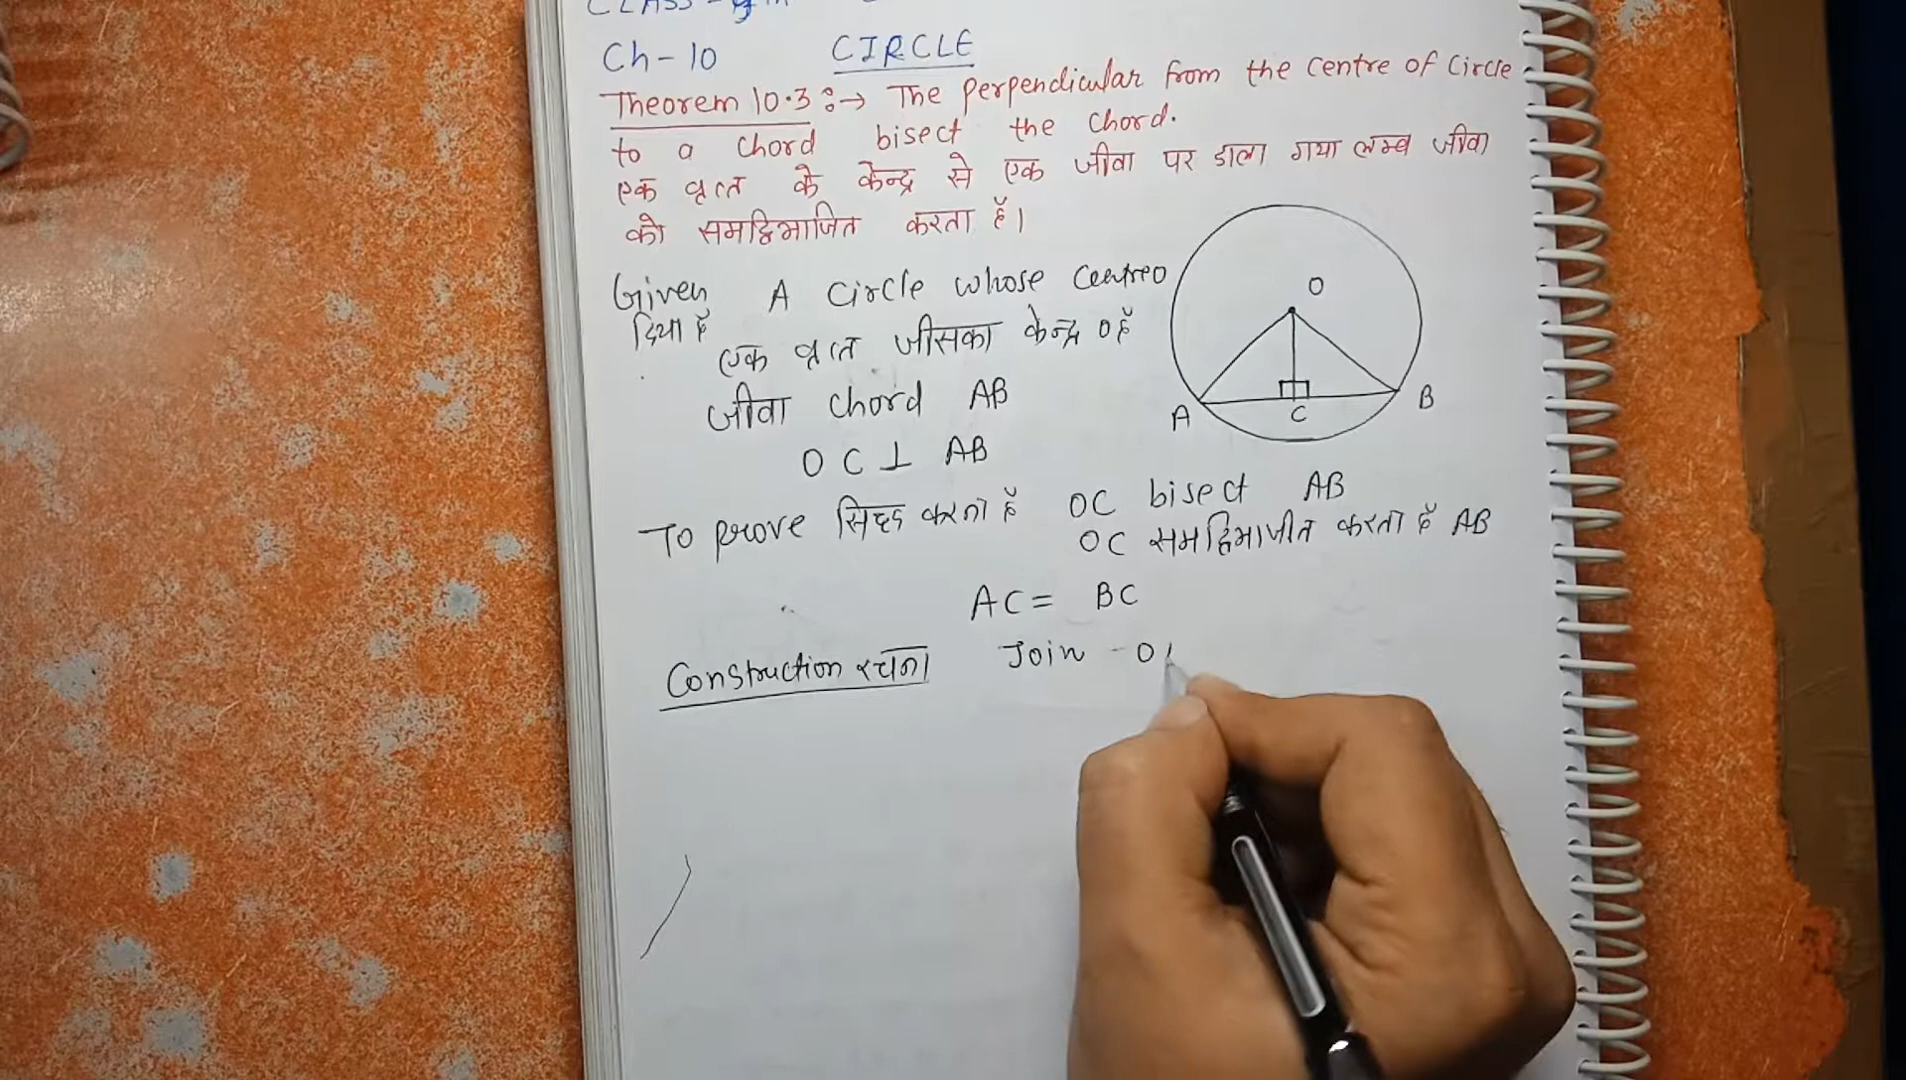 Ch-10 CIRCLE
Theorem 10.3 :→ The perpendicular from the centre of Circle
to a chord bisect the chord.
एक वृत्त के केन्द्र से एक जीवा पर डाला गया लम्ब जीवा
को समद्विभाजित करता है।
Given A Circle whose Centre O
दिया है
एक वृत्त जीसका केन्द्र O है
जीवा chord AB
OC ⊥ AB
To prove सिद्द करना है OC bisect AB
OC समद्विभाजीत करता है AB
AC = BC
Construction रचना Join - O
O
A
C
B